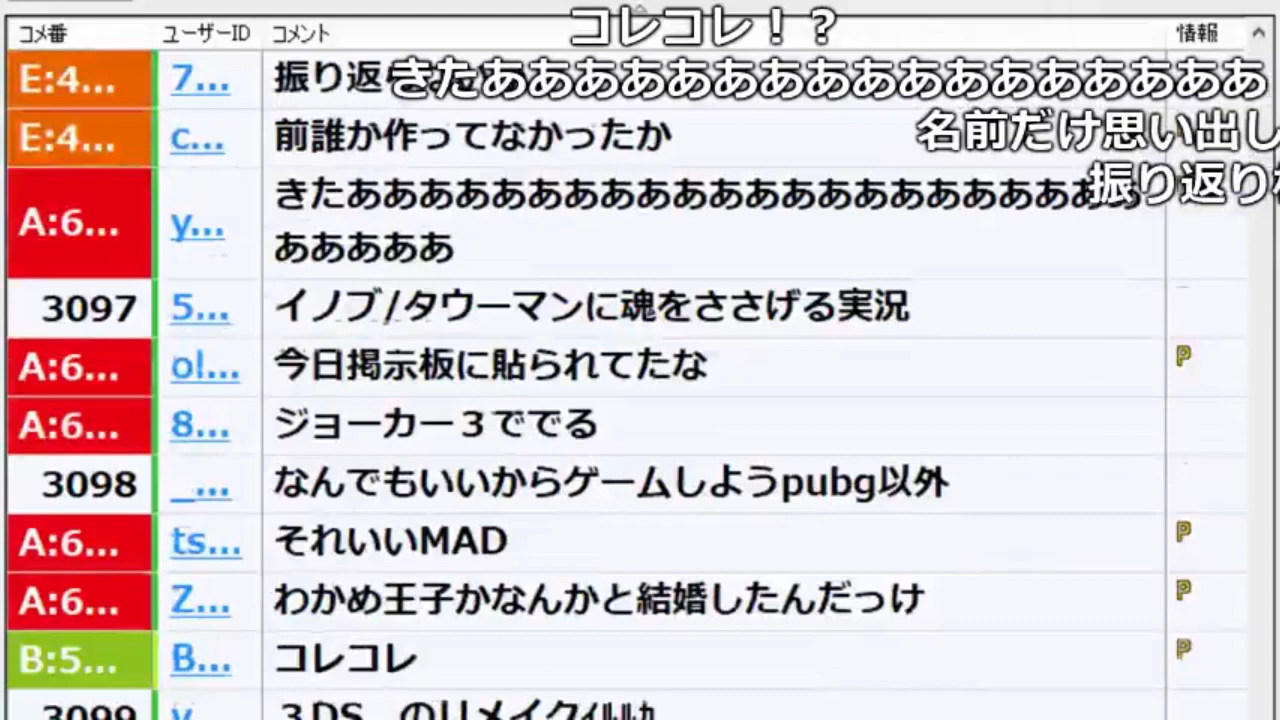 コメ番 ユーザーID コメント 情報
コレコレ！？
E:4... 7... 振り返
きたあああああああああああああああああ
E:4... c... 前誰か作ってなかったか
名前だけ思い出し
振り返り
A:6... y... きたああああああああああああああああああああああ
あああああ
3097 5... イノブ/タウーマンに魂をささげる実況
A:6... ol... 今日掲示板に貼られてたな P
A:6... 8... ジョーカー３ででる
3098 _... なんでもいいからゲームしようpubg以外
A:6... ts... それいいMAD P
A:6... Z... わかめ王子かなんかと結婚したんだっけ P
B:5... B... コレコレ P
3099 y ３DS のリメイクｨﾙﾙｶ